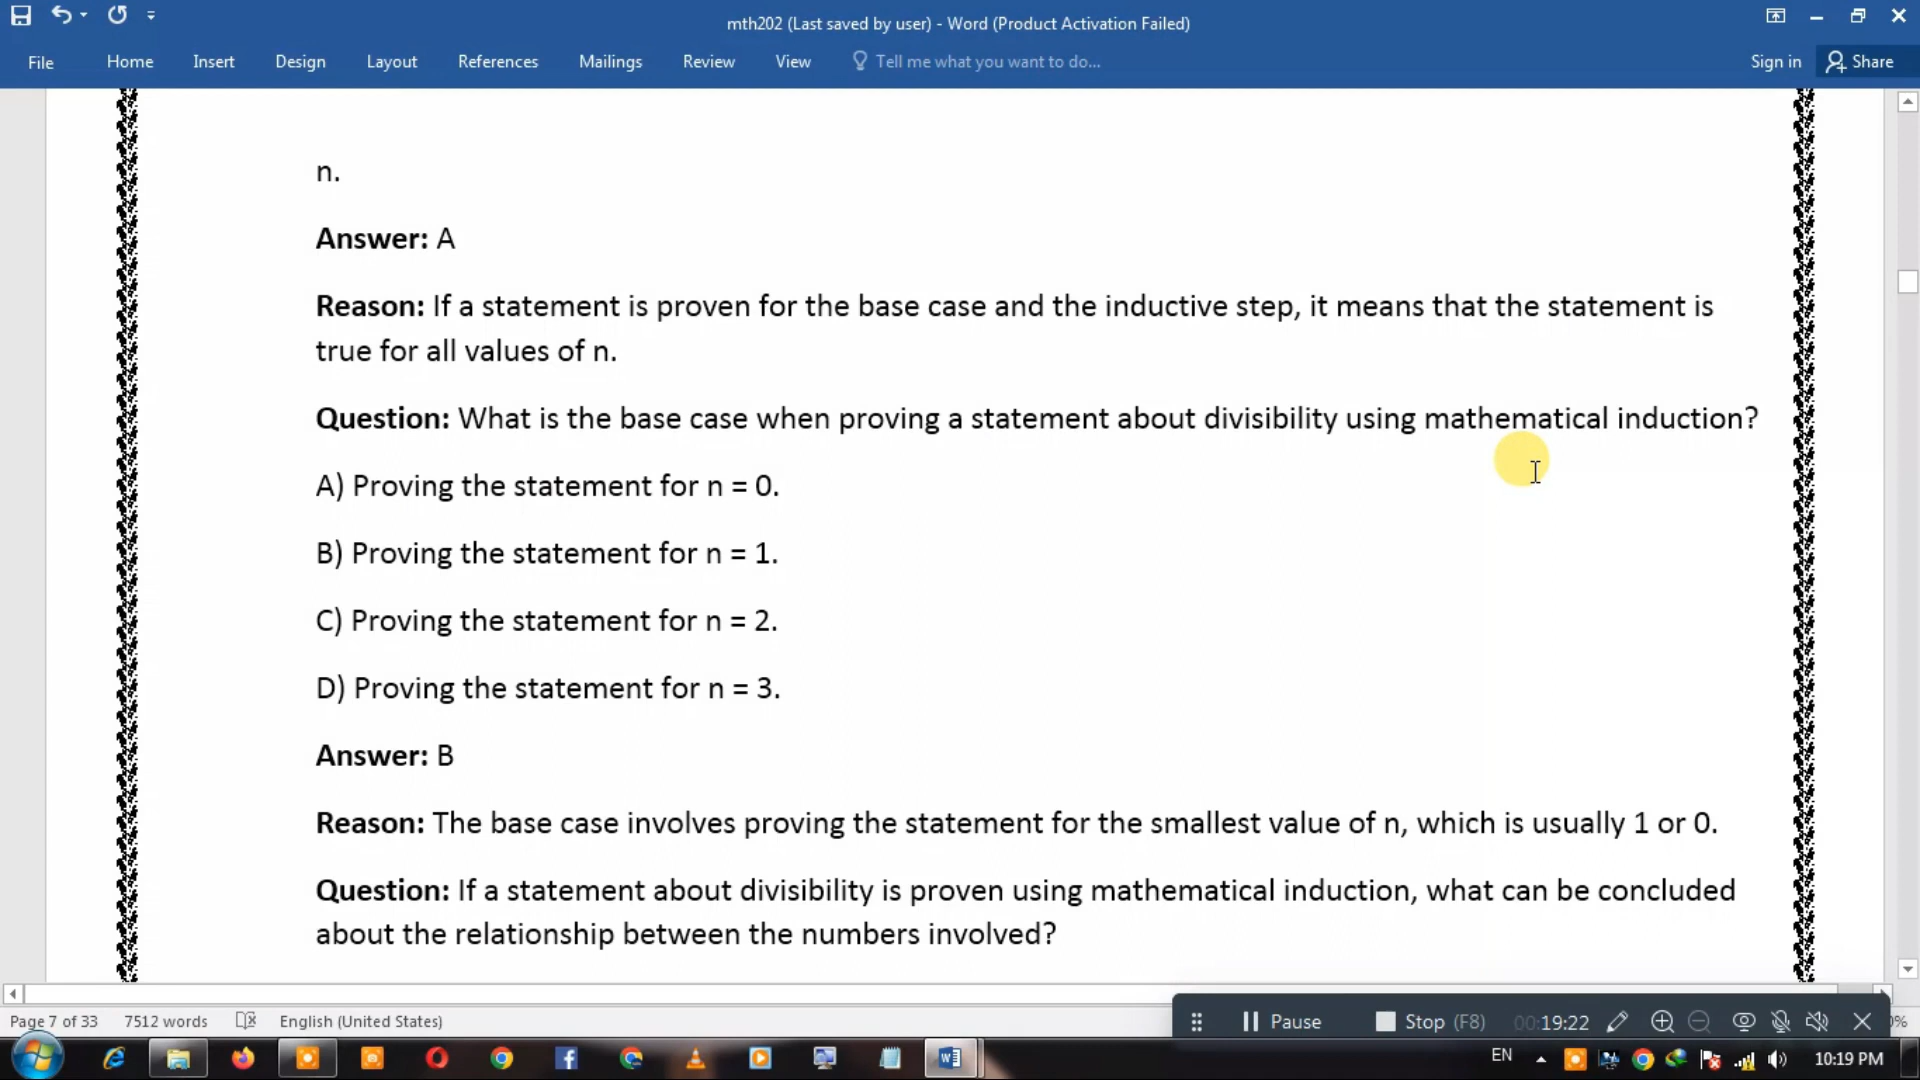 mth202 (Last saved by user) - Word (Product Activation Failed)
File Home Insert Design Layout References Mailings Review View Tell me what you want to do... Sign in Share
n.
Answer: A
Reason: If a statement is proven for the base case and the inductive step, it means that the statement is
true for all values of n.
Question: What is the base case when proving a statement about divisibility using mathematical induction?
A) Proving the statement for n = 0.
B) Proving the statement for n = 1.
C) Proving the statement for n = 2.
D) Proving the statement for n = 3.
Answer: B
Reason: The base case involves proving the statement for the smallest value of n, which is usually 1 or 0.
Question: If a statement about divisibility is proven using mathematical induction, what can be concluded
about the relationship between the numbers involved?
Page 7 of 33 7512 words English (United States) Pause Stop (F8) 00:19:22 0%
EN 10:19 PM